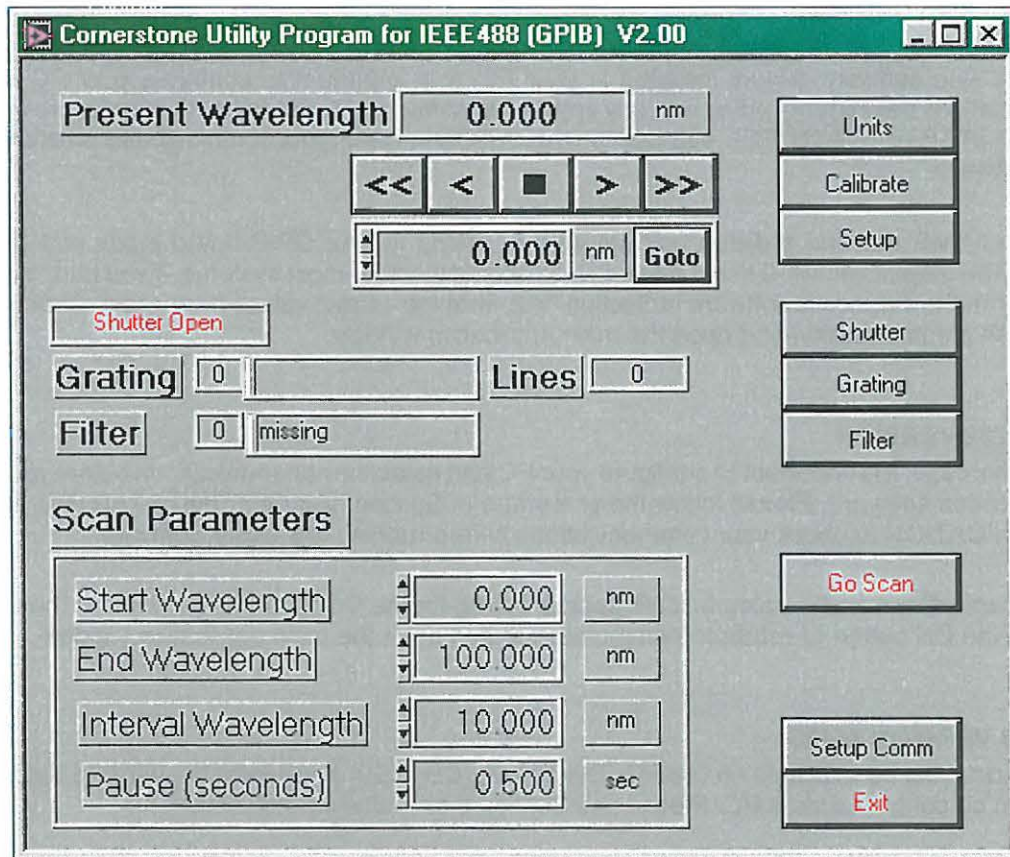 Cornerstone Utility Program for IEEE488 (GPIB) V2.00
Present Wavelength 0.000 nm
Units
<< < ■ > >>
Calibrate
0.000 nm Goto
Setup
Shutter Open
Shutter
Grating 0 Lines 0
Grating
Filter 0 missing
Filter
Scan Parameters
Start Wavelength 0.000 nm
Go Scan
End Wavelength 100.000 nm
Interval Wavelength 10.000 nm
Setup Comm
Pause (seconds) 0.500 sec
Exit